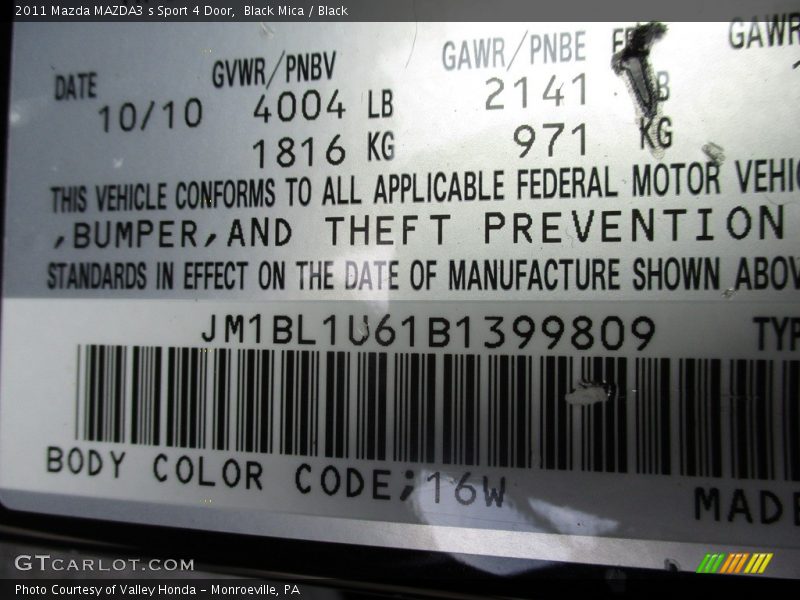 2011 Mazda MAZDA3 s Sport 4 Door, Black Mica / Black
DATE GVWR/PNBV GAWR/PNBE GAWR
10/10 4004 LB 2141
1816 KG 971 KG
THIS VEHICLE CONFORMS TO ALL APPLICABLE FEDERAL MOTOR VEHIC
,BUMPER,AND THEFT PREVENTION
STANDARDS IN EFFECT ON THE DATE OF MANUFACTURE SHOWN ABOV
JM1BL1U61B1399809 TYP
BODY COLOR CODE;16W MADE
GTCARLOT.COM
Photo Courtesy of Valley Honda - Monroeville, PA